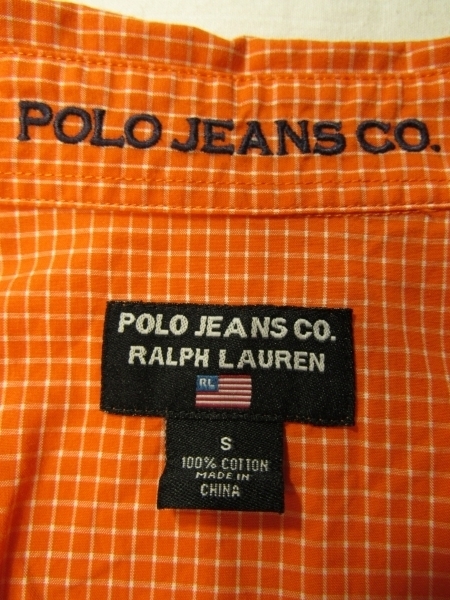 POLO JEANS CO.
POLO JEANS CO.
RALPH LAUREN
RL
S
100% COTTON
MADE IN
CHINA